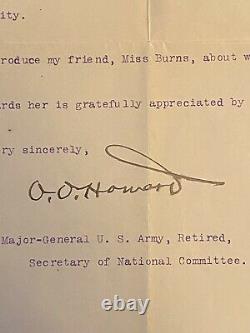 ity.
roduce my friend, Miss Burns, about w
ards her is gratefully appreciated by
ry sincerely,
O. O. Howard
Major-General U. S. Army, Retired,
Secretary of National Committee.